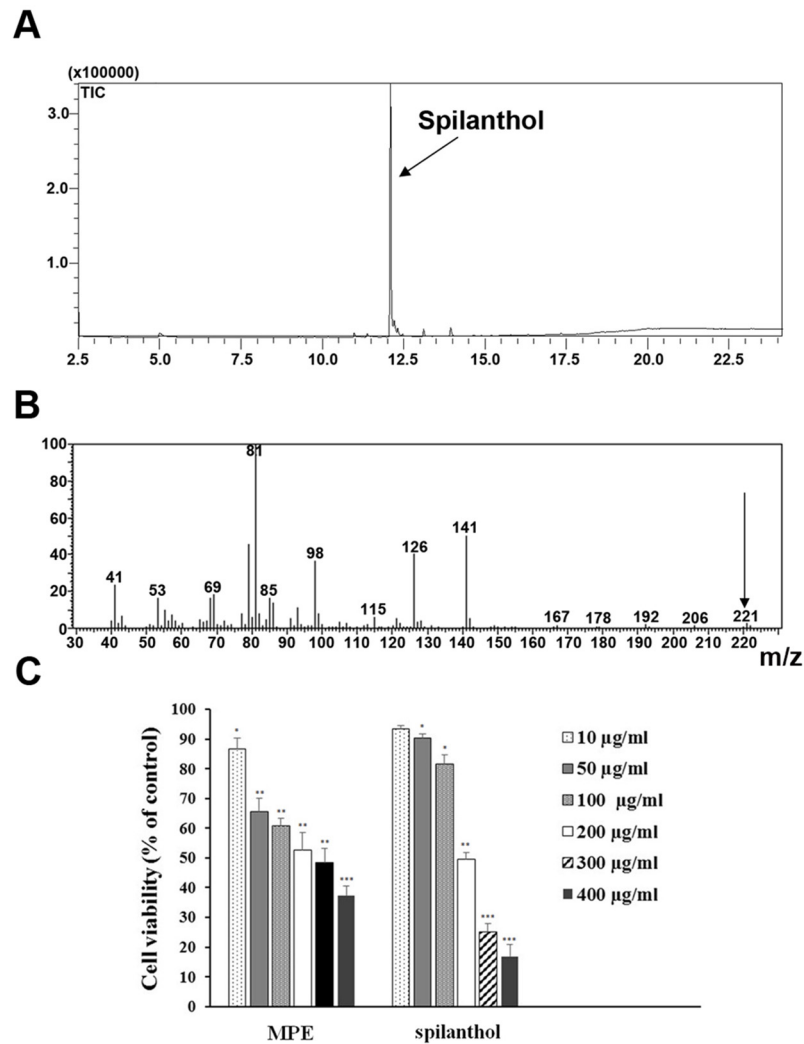 A
(x100000)
TIC
3.0
2.0
1.0
Spilanthol
2.5 5.0 7.5 10.0 12.5 15.0 17.5 20.0 22.5
B
100
80
60
40
20
0
41 53 69 81 85 98 115 126 141 167 178 192 206 221
30 40 50 60 70 80 90 100 110 120 130 140 150 160 170 180 190 200 210 220
m/z
C
Cell viability (% of control)
100
90
80
70
60
50
40
30
20
10
0
* ** ** ** ** ***
* * ** *** ***
MPE spilanthol
10 µg/ml
50 µg/ml
100 µg/ml
200 µg/ml
300 µg/ml
400 µg/ml